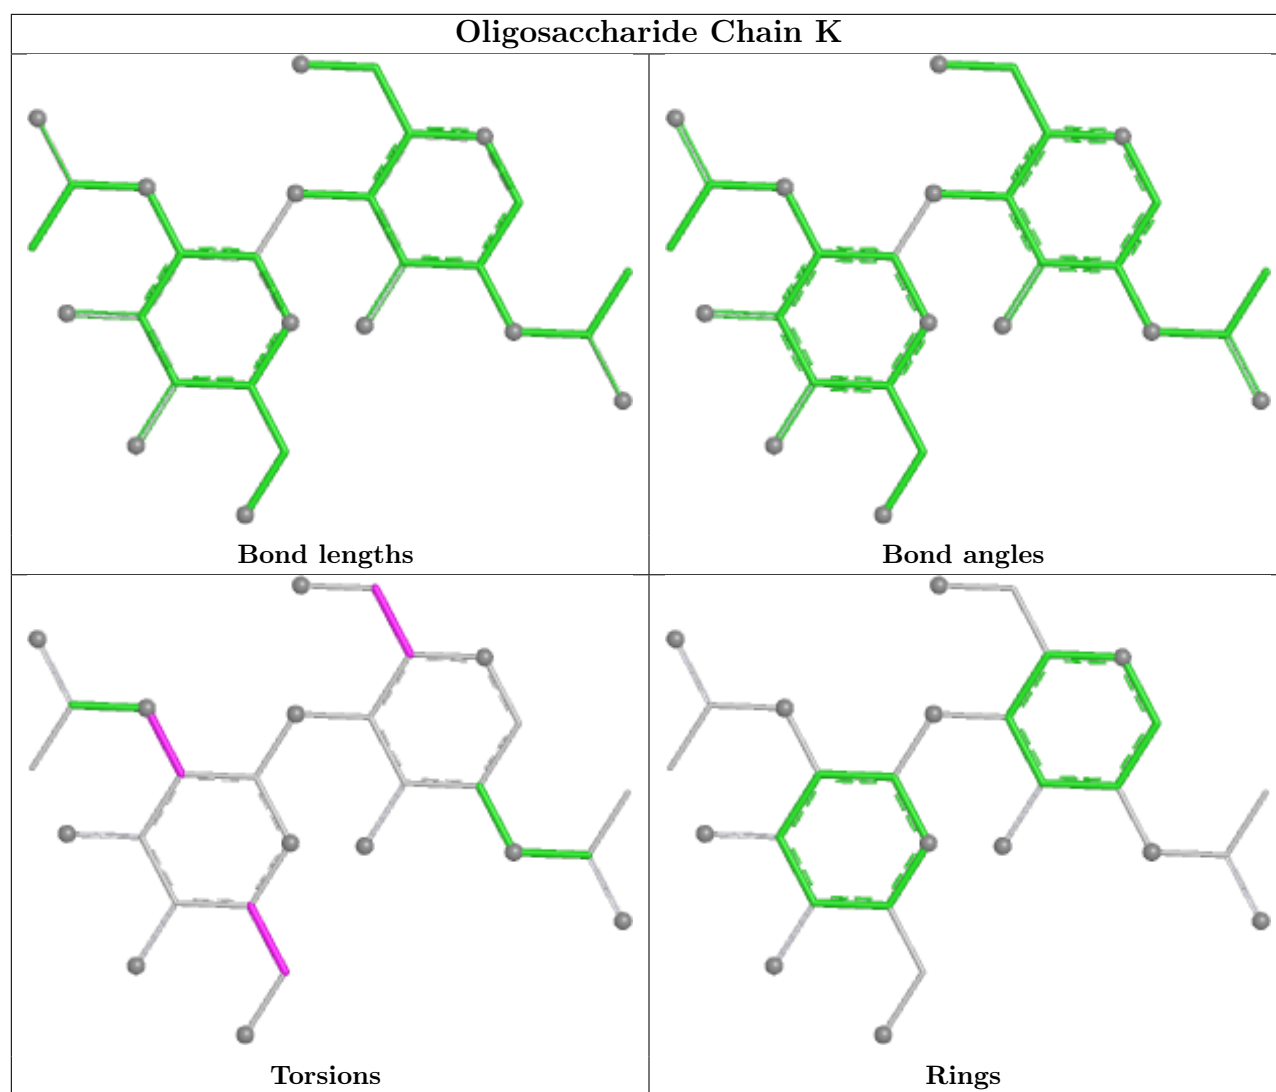 Oligosaccharide Chain K
Bond lengths
Bond angles
Torsions
Rings